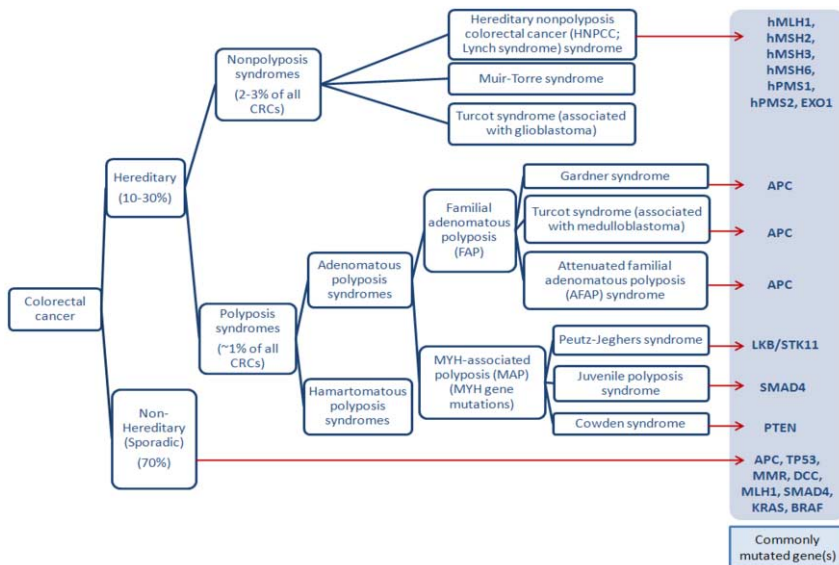 Colorectal
cancer
Hereditary
(10-30%)
Non-
Hereditary
(Sporadic)
(70%)
Nonpolyposis
syndromes
(2-3% of all
CRCs)
Polyposis
syndromes
(~1% of all
CRCs)
Hereditary nonpolyposis
colorectal cancer (HNPCC;
Lynch syndrome) syndrome
Muir-Torre syndrome
Turcot syndrome (associated
with glioblastoma)
Adenomatous
polyposis
syndromes
Hamartomatous
polyposis
syndromes
Familial
adenomatous
polyposis
(FAP)
MYH-associated
polyposis (MAP)
(MYH gene
mutations)
Gardner syndrome
Turcot syndrome (associated
with medulloblastoma)
Attenuated familial
adenomatous polyposis
(AFAP) syndrome
Peutz-Jeghers syndrome
Juvenile polyposis
syndrome
Cowden syndrome
hMLH1,
hMSH2,
hMSH3,
hMSH6,
hPMS1,
hPMS2, EXO1
APC
APC
APC
LKB/STK11
SMAD4
PTEN
APC, TP53,
MMR, DCC,
MLH1, SMAD4,
KRAS, BRAF
Commonly
mutated gene(s)